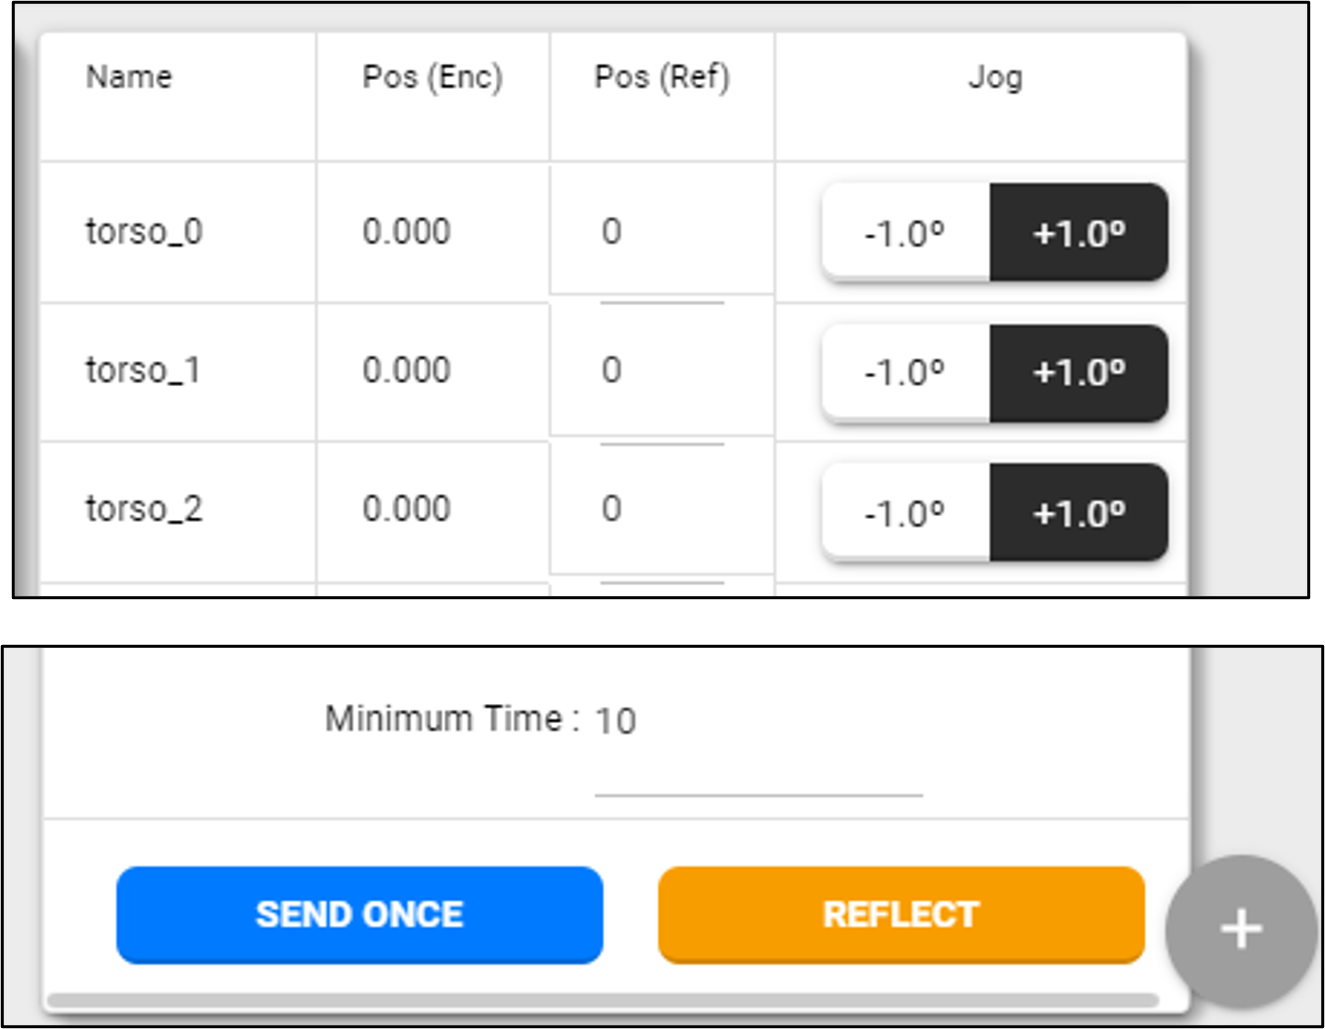 Name Pos (Enc) Pos (Ref) Jog
torso_0 0.000 0 -1.0º +1.0º
torso_1 0.000 0 -1.0º +1.0º
torso_2 0.000 0 -1.0º +1.0º
Minimum Time : 10
SEND ONCE REFLECT +